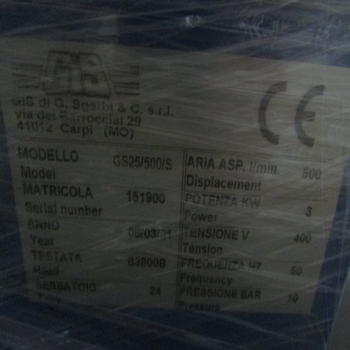 GIS
GIS di G. Sgarbi & C. s.r.l.
via dei Barrocciai 29
41012 Carpi (MO)
CE
MODELLO GS25/500/S
Model
MATRICOLA 151900
Serial number
ANNO
Year
TESTATA B3800B
Head
SERBATOIO 24
ARIA ASP. l/min. 500
Displacement
POTENZA KW 3
Power
TENSIONE V 400
Tension
FREQUENZA HZ 50
Frequency
PRESSIONE BAR 10
Pressure